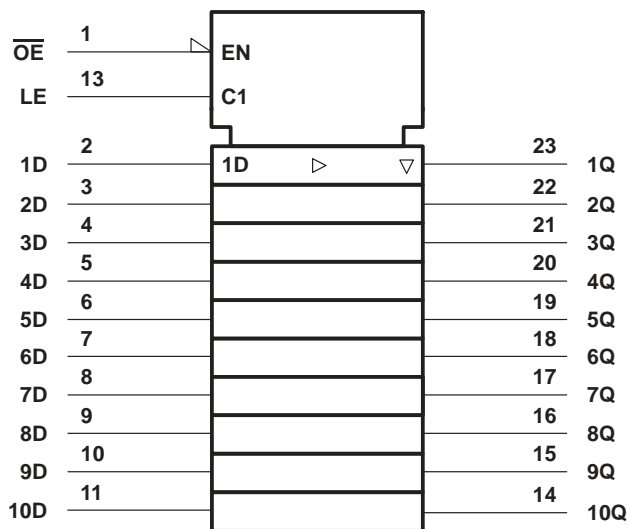 1
OE EN
13
LE C1
2 23
1D 1D 1Q
3 22
2D 2Q
4 21
3D 3Q
5 20
4D 4Q
6 19
5D 5Q
7 18
6D 6Q
8 17
7D 7Q
9 16
8D 8Q
10 15
9D 9Q
11 14
10D 10Q